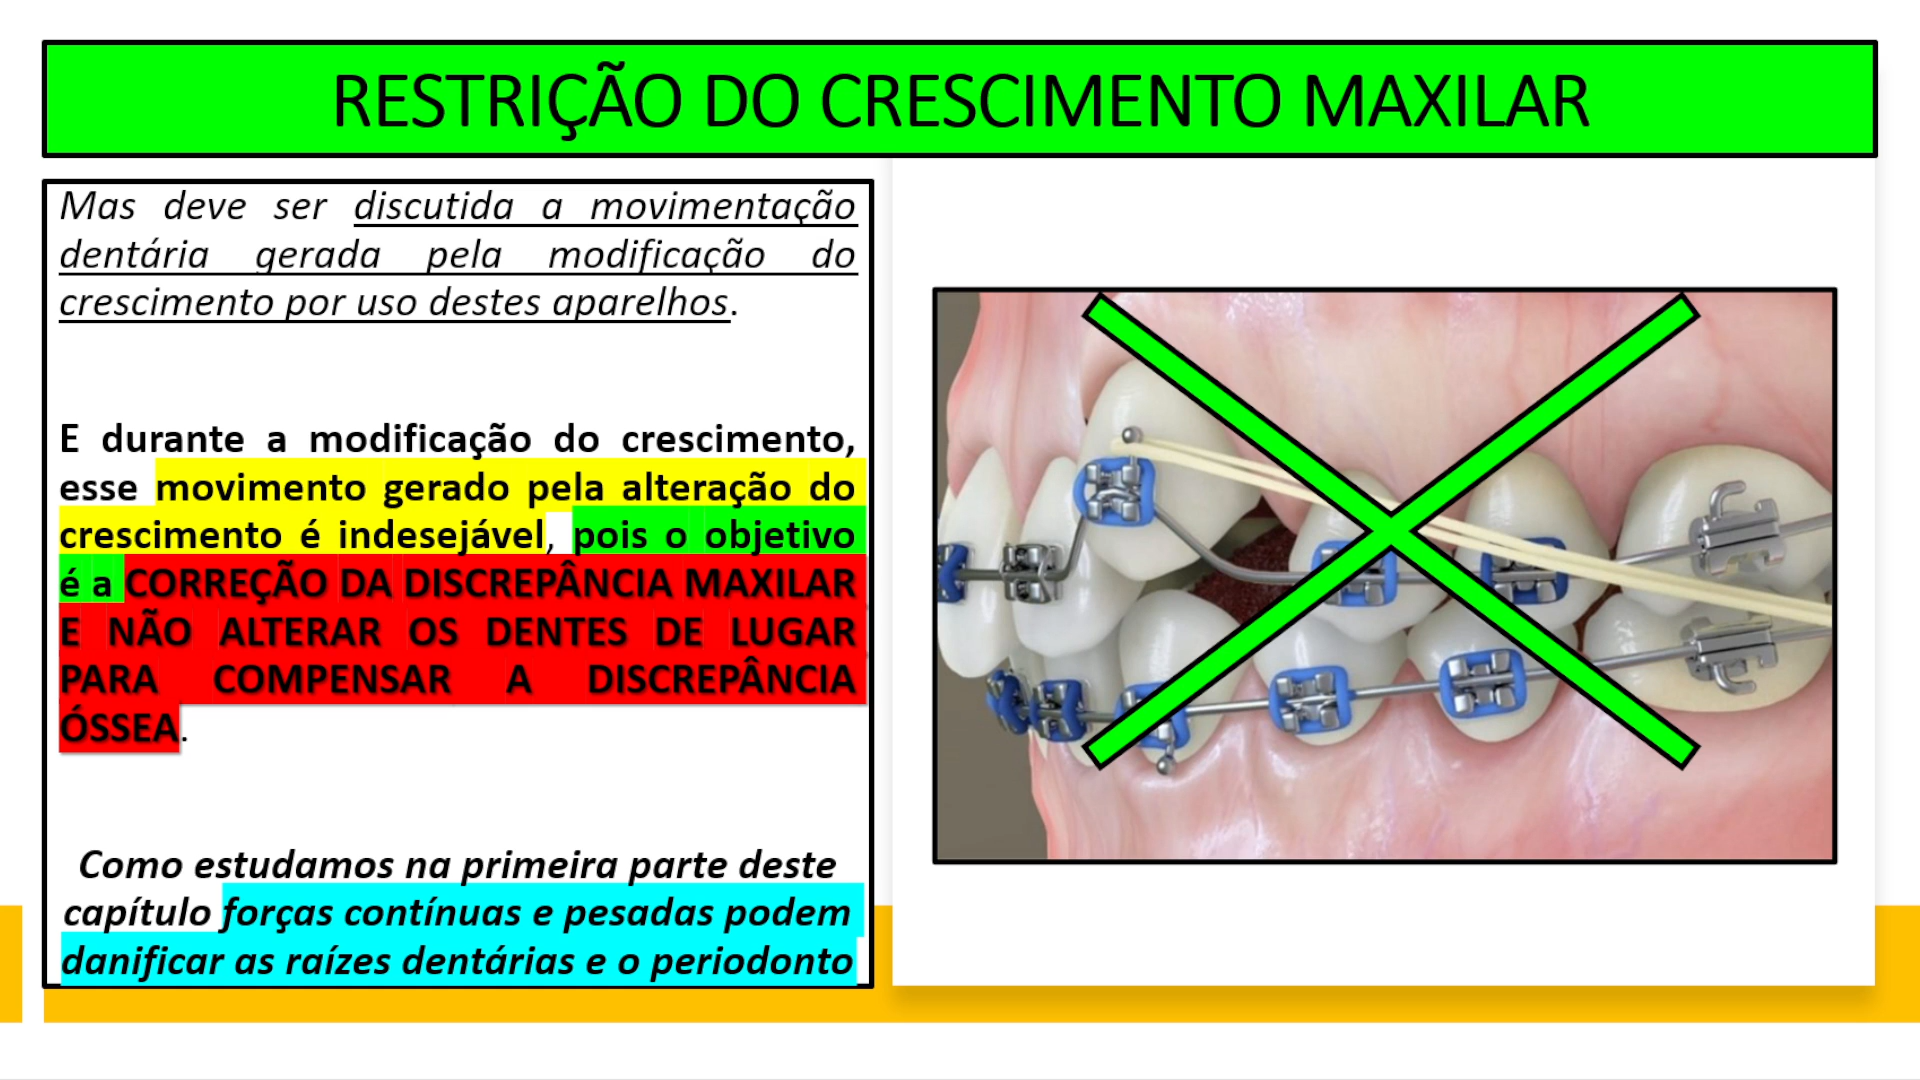 RESTRIÇÃO DO CRESCIMENTO MAXILAR
Mas deve ser discutida a movimentação
dentária gerada pela modificação do
crescimento por uso destes aparelhos.
E durante a modificação do crescimento,
esse movimento gerado pela alteração do
crescimento é indesejável, pois o objetivo
é a CORREÇÃO DA DISCREPÂNCIA MAXILAR
E NÃO ALTERAR OS DENTES DE LUGAR
PARA COMPENSAR A DISCREPÂNCIA
ÓSSEA.
Como estudamos na primeira parte deste
capítulo forças contínuas e pesadas podem
danificar as raízes dentárias e o periodonto